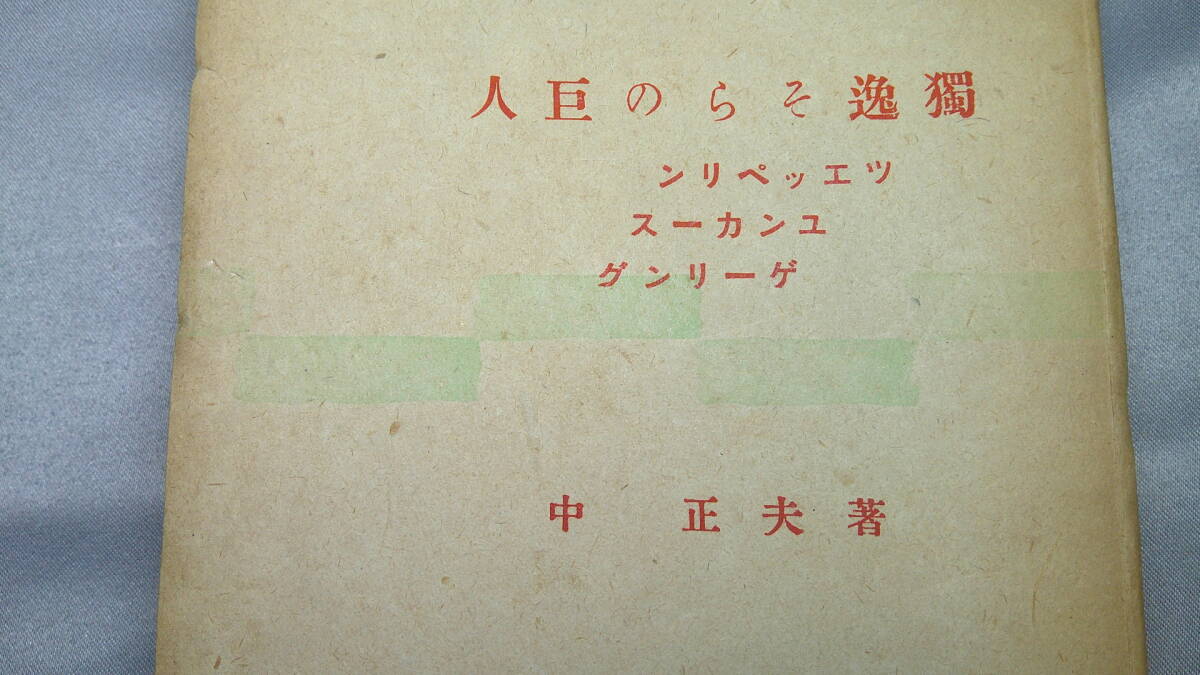 獨逸そらの巨人
ツエッペリン
ユンカース
ゲーリング
中 正夫著